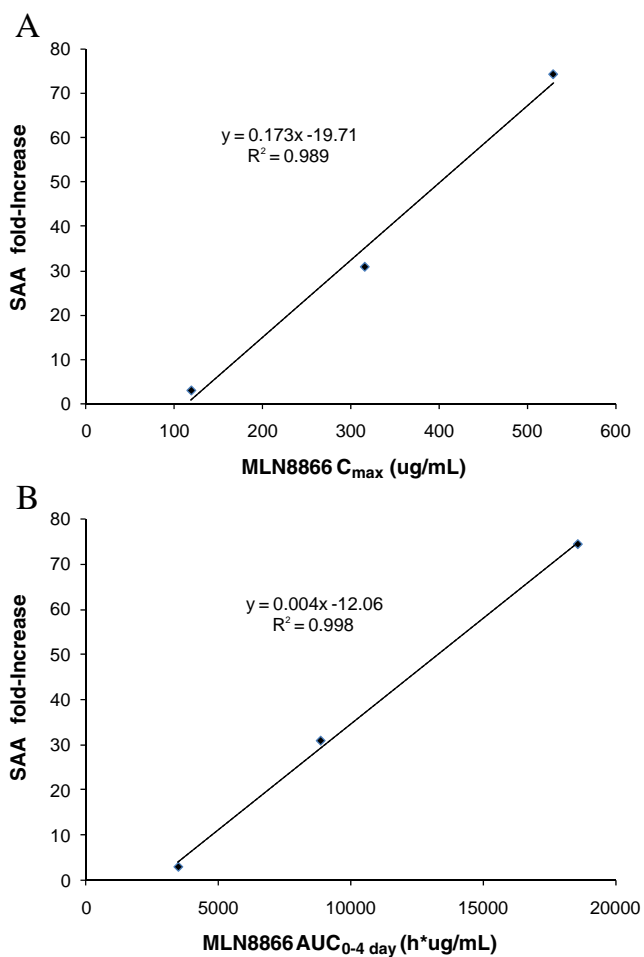 A
80
70
60
50
40
30
20
10
0
SAA fold-Increase
y = 0.173x -19.71
R² = 0.989
0 100 200 300 400 500 600
MLN8866 Cmax (ug/mL)
B
80
70
60
50
40
30
20
10
0
SAA fold-Increase
y = 0.004x -12.06
R² = 0.998
0 5000 10000 15000 20000
MLN8866 AUC0-4 day (h*ug/mL)